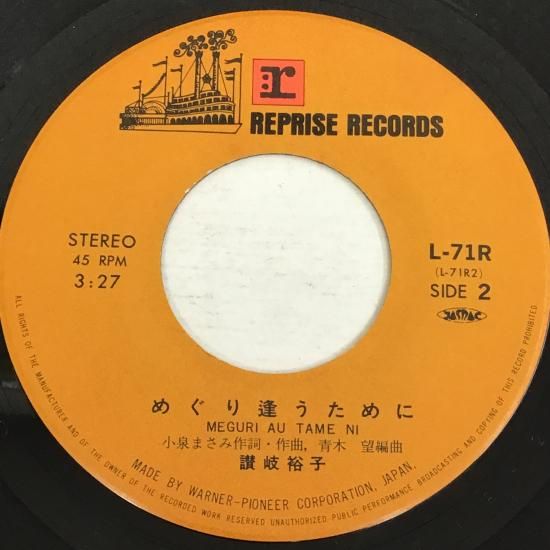 r
REPRISE RECORDS
STEREO
45 RPM
3:27
L-71R
(L-71R2)
SIDE 2
JASRAC
めぐり逢うために
MEGURI AU TAME NI
小泉まさみ作詞・作曲, 青木 望編曲
讃岐裕子
MADE BY WARNER-PIONEER CORPORATION, JAPAN.
ALL RIGHTS OF THE MANUFACTURER AND OF THE OWNER OF THE RECORDED WORK RESERVED UNAUTHORIZED PUBLIC PERFORMANCE BROADCASTING AND COPYING OF THIS RECORD PROHIBITED